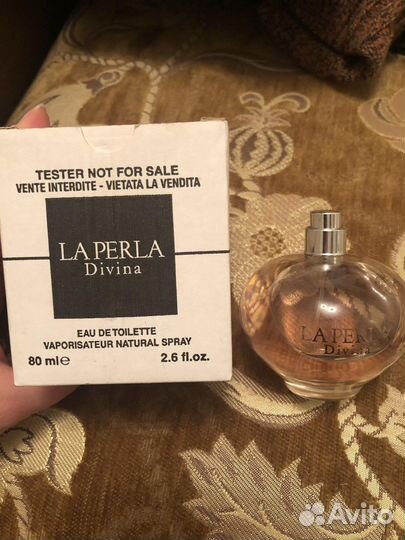 TESTER NOT FOR SALE
VENTE INTERDITE - VIETATA LA VENDITA
LA PERLA
Divina
EAU DE TOILETTE
VAPORISATEUR NATURAL SPRAY
80 ml e 2.6 fl.oz.
LA PERLA
Divina
Avito